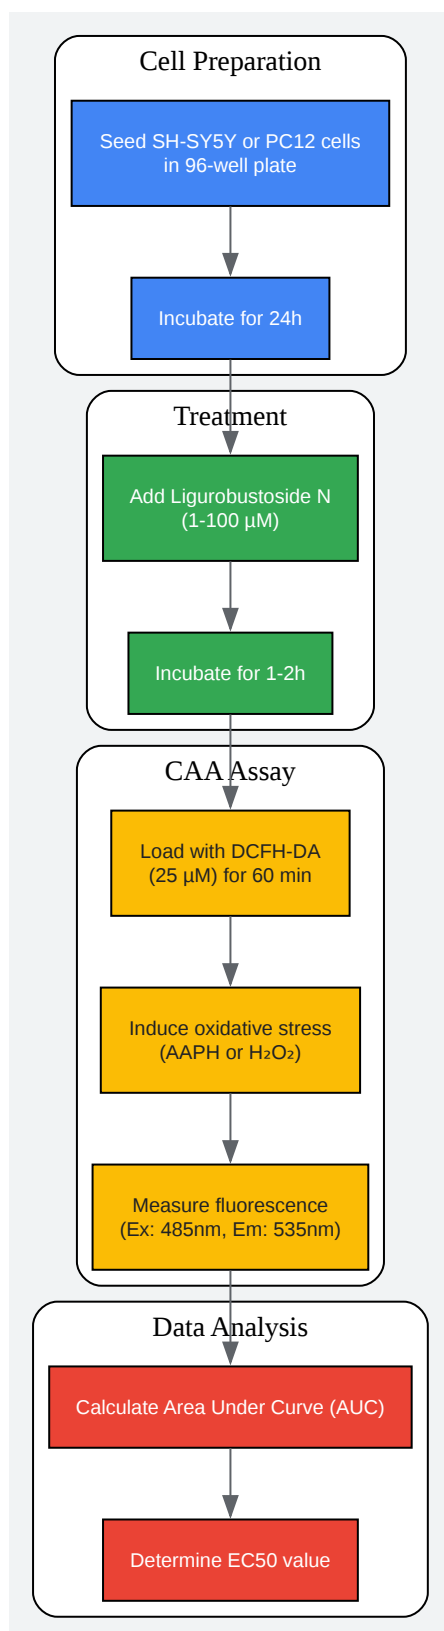 Cell Preparation
Seed SH-SY5Y or PC12 cells
in 96-well plate
Incubate for 24h
Treatment
Add Ligurobustoside N
(1-100 µM)
Incubate for 1-2h
CAA Assay
Load with DCFH-DA
(25 µM) for 60 min
Induce oxidative stress
(AAPH or H₂O₂)
Measure fluorescence
(Ex: 485nm, Em: 535nm)
Data Analysis
Calculate Area Under Curve (AUC)
Determine EC50 value